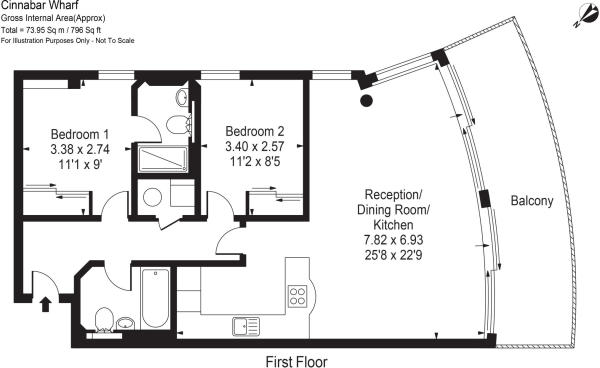 Cinnabar Wharf
Gross Internal Area(Approx)
Total = 73.95 Sq m / 796 Sq ft
For Illustration Purposes Only - Not To Scale
N
Bedroom 1
3.38 x 2.74
11'1 x 9'
Bedroom 2
3.40 x 2.57
11'2 x 8'5
Reception/
Dining Room/
Kitchen
7.82 x 6.93
25'8 x 22'9
Balcony
First Floor